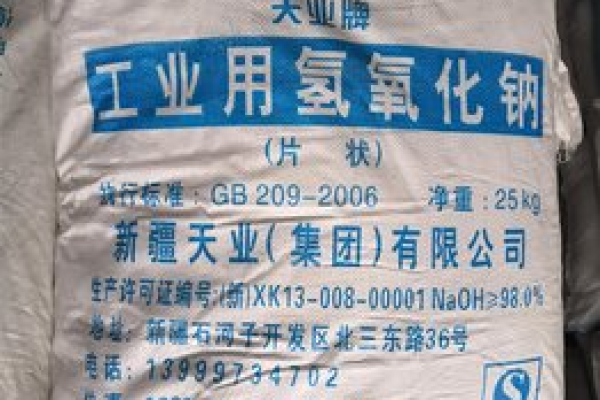 天业牌
工业用氢氧化钠
(片 状)
执行标准: GB 209-2006 净重: 25kg
新疆天业(集团)有限公司
生产许可证编号:(新)XK13-008-00001 NaOH≥98.0%
地址: 新疆石河子开发区北三东路36号
电话: 13999734702